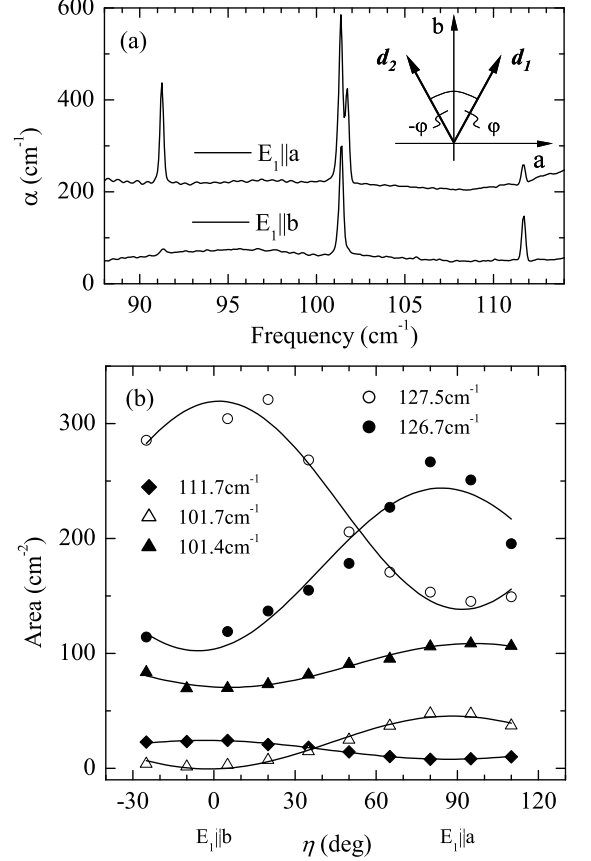 (a)
600
400
200
0
α (cm-1)
E1||a
E1||b
b
d2
d1
-φ
φ
a
90 95 100 105 110
Frequency (cm-1)
(b)
127.5cm-1
126.7cm-1
111.7cm-1
101.7cm-1
101.4cm-1
300
200
100
0
Area (cm-2)
-30 0 30 60 90 120
E1||b η (deg) E1||a